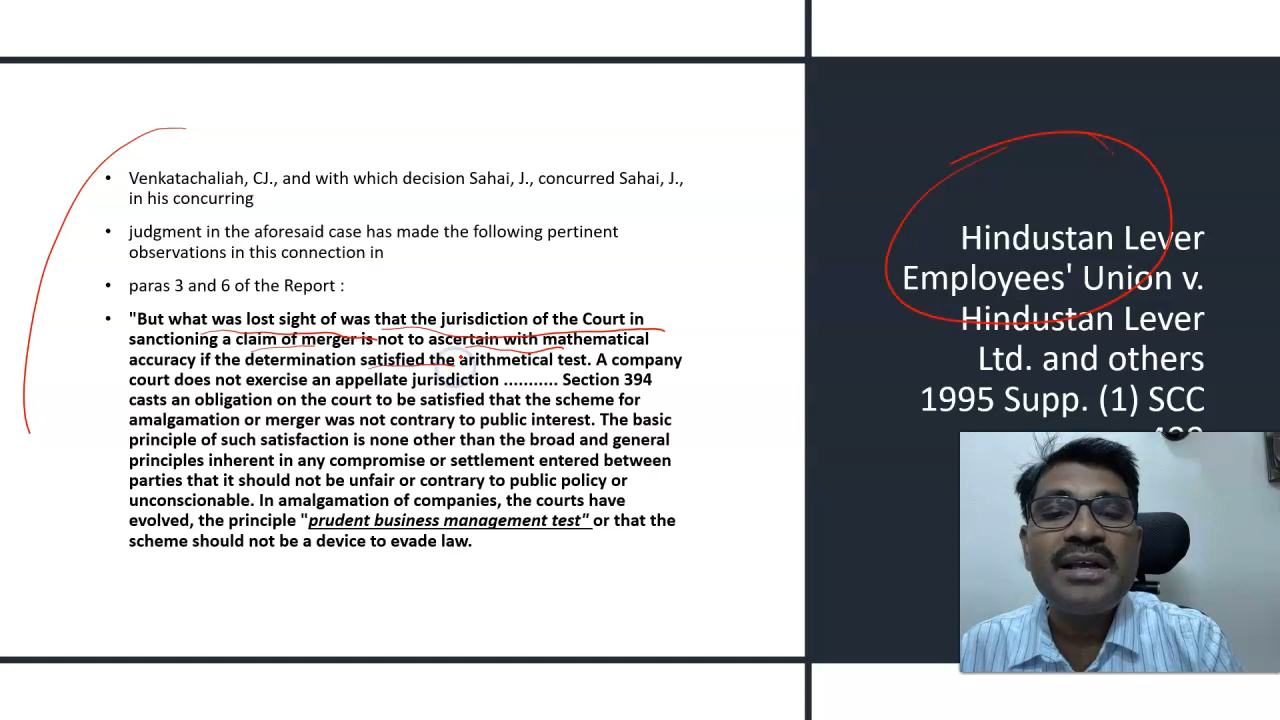 • Venkatachaliah, CJ., and with which decision Sahai, J., concurred Sahai, J.,
in his concurring
• judgment in the aforesaid case has made the following pertinent
observations in this connection in
• paras 3 and 6 of the Report :
• "But what was lost sight of was that the jurisdiction of the Court in
sanctioning a claim of merger is not to ascertain with mathematical
accuracy if the determination satisfied the arithmetical test. A company
court does not exercise an appellate jurisdiction ........... Section 394
casts an obligation on the court to be satisfied that the scheme for
amalgamation or merger was not contrary to public interest. The basic
principle of such satisfaction is none other than the broad and general
principles inherent in any compromise or settlement entered between
parties that it should not be unfair or contrary to public policy or
unconscionable. In amalgamation of companies, the courts have
evolved, the principle "prudent business management test" or that the
scheme should not be a device to evade law.
Hindustan Lever
Employees' Union v.
Hindustan Lever
Ltd. and others
1995 Supp. (1) SCC